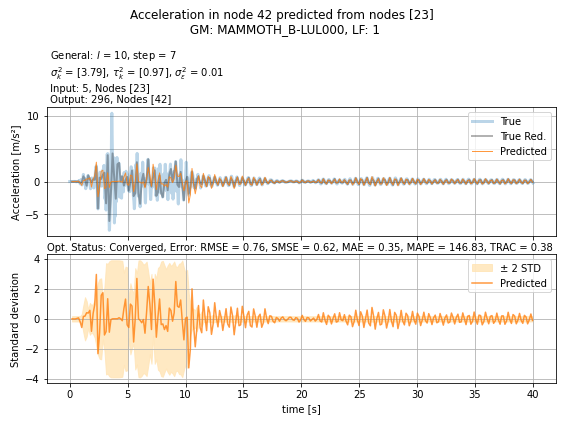 Acceleration in node 42 predicted from nodes [23]
GM: MAMMOTH_B-LUL000, LF: 1
General: l = 10, step = 7
σ²ₖ = [3.79], τ²ₖ = [0.97], σ²ε = 0.01
Input: 5, Nodes [23]
Output: 296, Nodes [42]
Acceleration [m/s²]
10
5
0
−5
True
True Red.
Predicted
Opt. Status: Converged, Error: RMSE = 0.76, SMSE = 0.62, MAE = 0.35, MAPE = 146.83, TRAC = 0.38
Standard deviation
4
2
0
−2
−4
± 2 STD
Predicted
0 5 10 15 20 25 30 35 40
time [s]